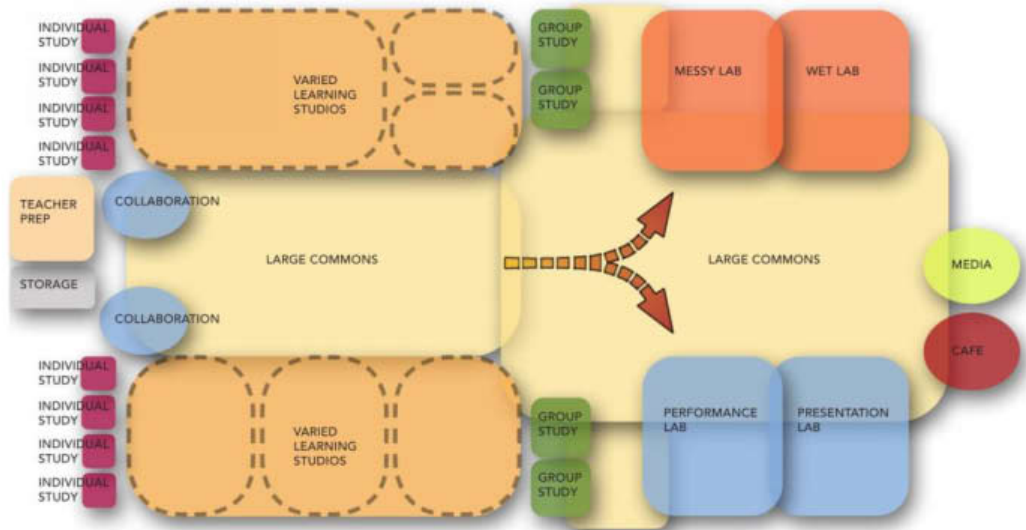 INDIVIDUAL
STUDY
INDIVIDUAL
STUDY
INDIVIDUAL
STUDY
INDIVIDUAL
STUDY
VARIED
LEARNING
STUDIOS
GROUP
STUDY
GROUP
STUDY
MESSY LAB
WET LAB
TEACHER
PREP
COLLABORATION
STORAGE
COLLABORATION
LARGE COMMONS
LARGE COMMONS
MEDIA
CAFE
INDIVIDUAL
STUDY
INDIVIDUAL
STUDY
INDIVIDUAL
STUDY
INDIVIDUAL
STUDY
VARIED
LEARNING
STUDIOS
GROUP
STUDY
GROUP
STUDY
PERFORMANCE
LAB
PRESENTATION
LAB